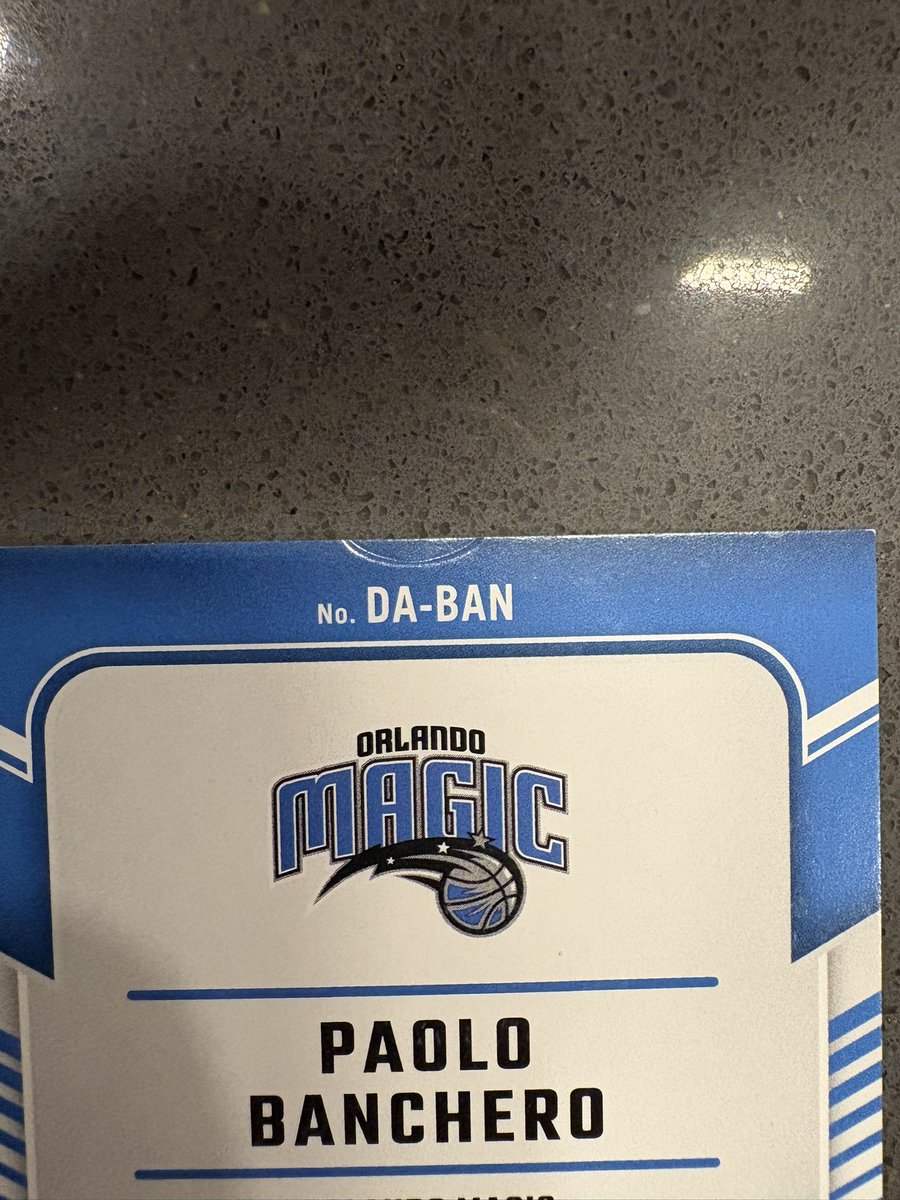 No. DA-BAN
ORLANDO
MAGIC
PAOLO
BANCHERO